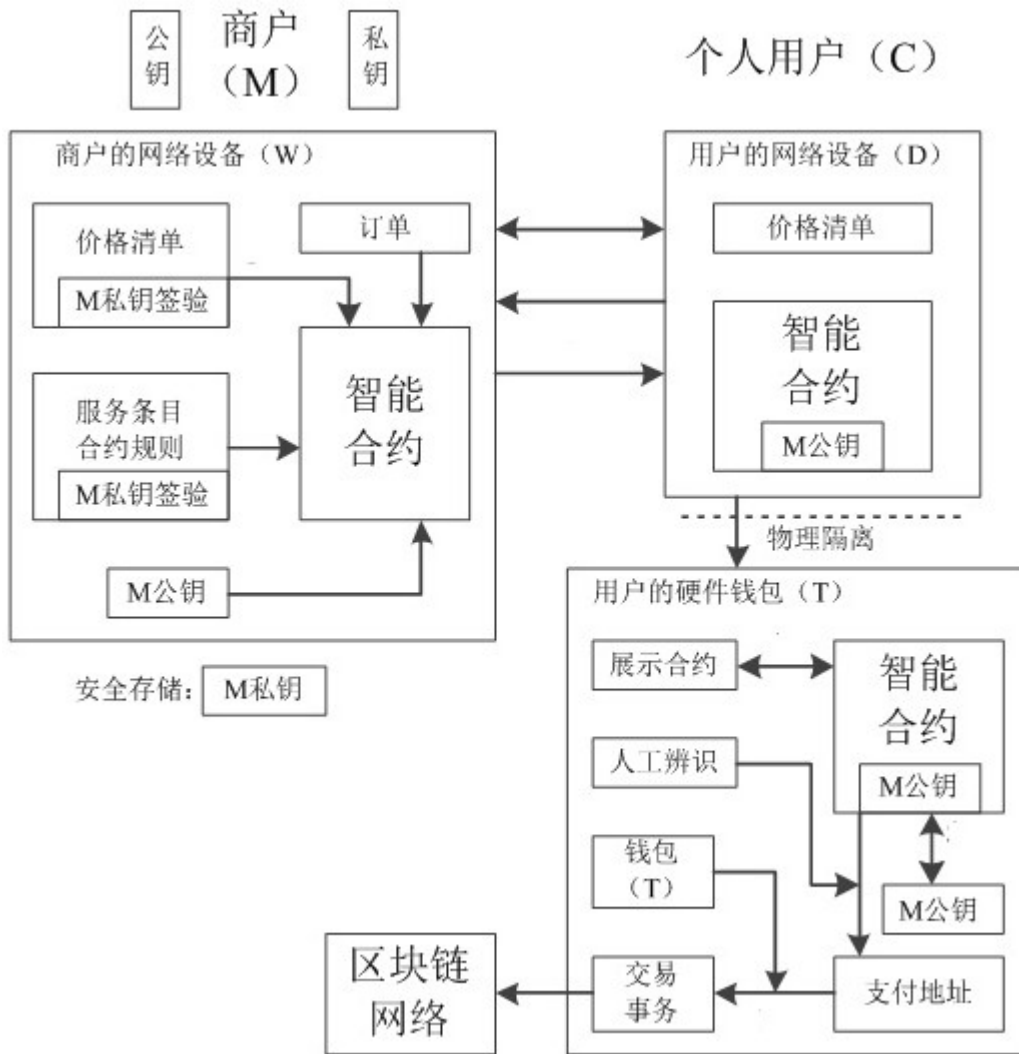 公钥
商户
（M）
私钥
个人用户（C）
商户的网络设备（W）
价格清单
M私钥签验
订单
服务条目
合约规则
M私钥签验
智能
合约
M公钥
安全存储：
M私钥
用户的网络设备（D）
价格清单
智能
合约
M公钥
物理隔离
用户的硬件钱包（T）
展示合约
智能
合约
M公钥
人工辨识
钱包
（T）
M公钥
区块链
网络
交易
事务
支付地址